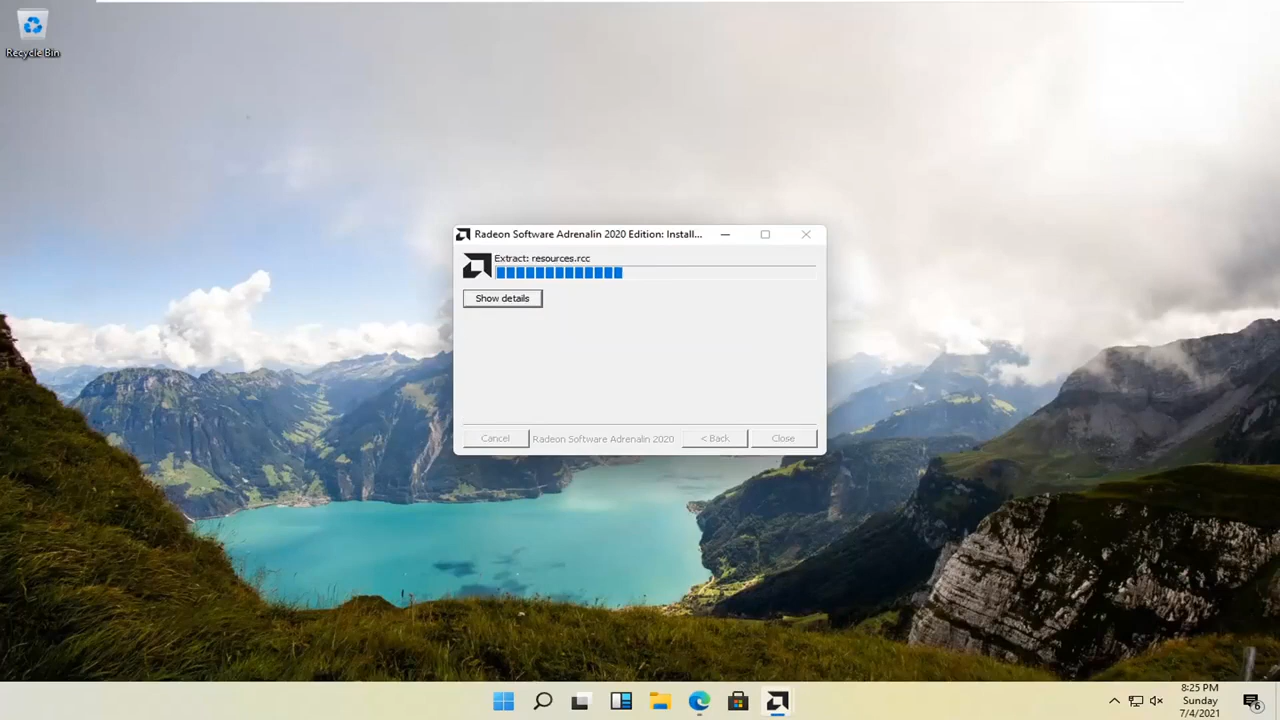 Recycle Bin
Radeon Software Adrenalin 2020 Edition: Install...
Extract: resources.rcc
Show details
Cancel
Radeon Software Adrenalin 2020
< Back
Close
8:25 PM
Sunday
7/4/2021
6